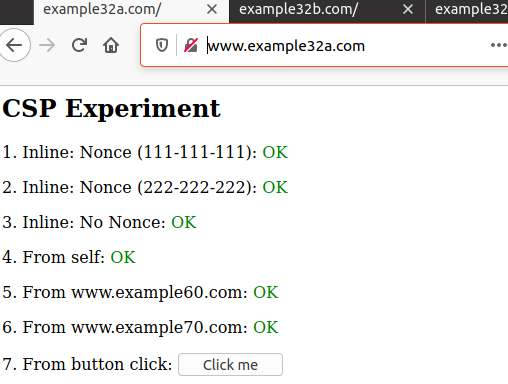 example32a.com/ example32b.com/ example32
www.example32a.com
CSP Experiment
1. Inline: Nonce (111-111-111): OK
2. Inline: Nonce (222-222-222): OK
3. Inline: No Nonce: OK
4. From self: OK
5. From www.example60.com: OK
6. From www.example70.com: OK
7. From button click: Click me